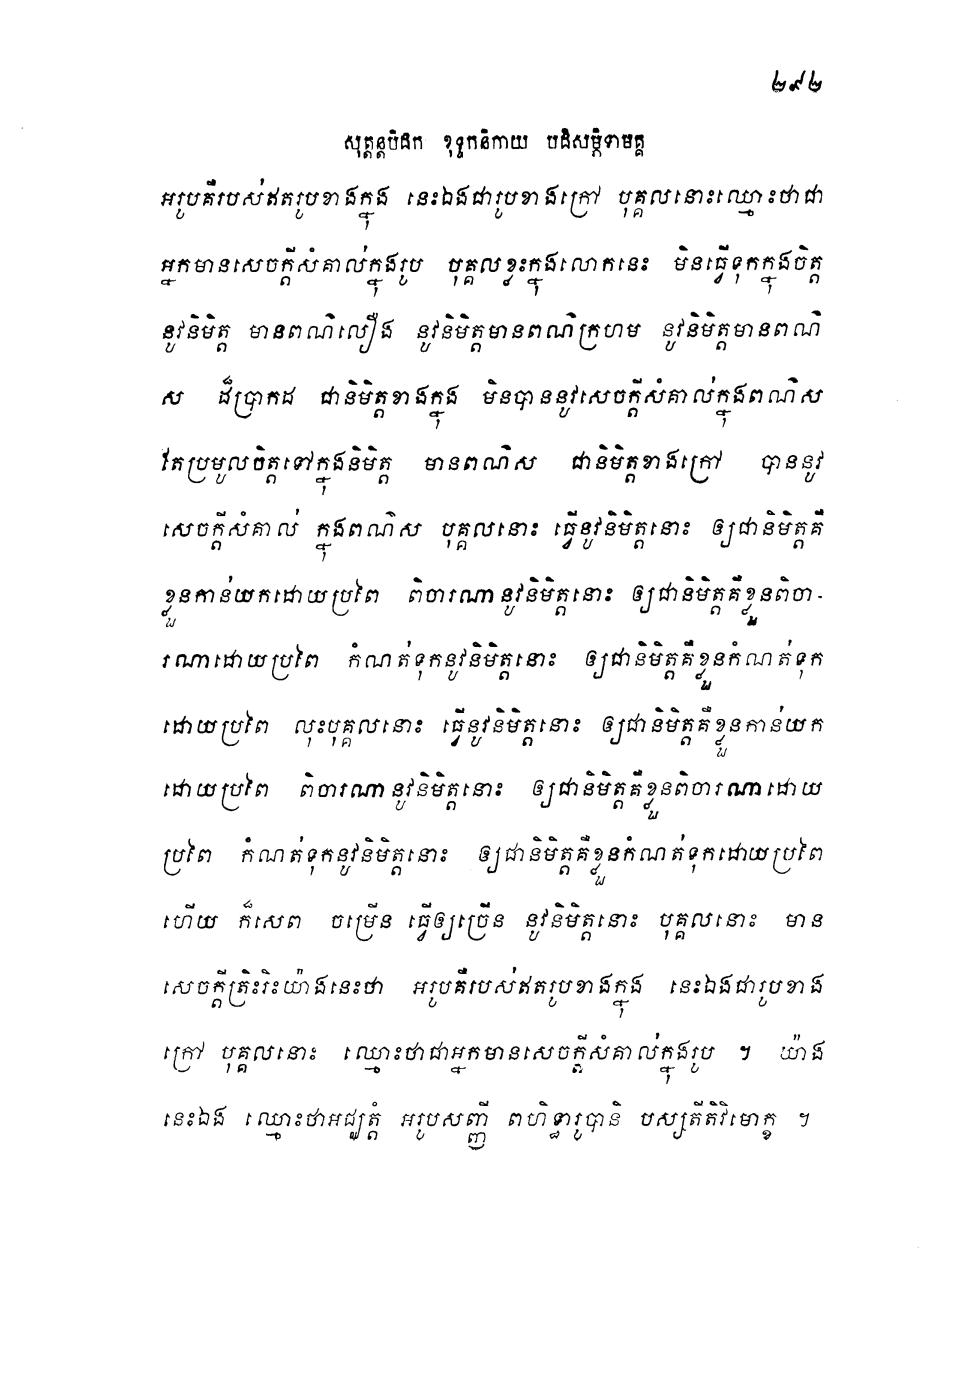 ២៩២
សុត្តន្តបិដក ខុទ្ទកនិកាយ បដិសម្ភិទាមគ្គ
អរូបគឺរបស់ឥតរូបខាងក្នុង នេះឯងជារូបខាងក្រៅ បុគ្គលនោះឈ្មោះថាជា
អ្នកមានសេចក្តីសំគាល់ក្នុងរូប បុគ្គលខ្វះក្នុងលោកនេះ មិនធ្វើទុកក្នុងចិត្ត
នូវនិមិត្ត មានពណ៌លឿង នូវនិមិត្តមានពណ៌ក្រហម នូវនិមិត្តមានពណ៌
ស ដ៏ប្រាកដ ជានិមិត្តខាងក្នុង មិនបាននូវសេចក្តីសំគាល់ក្នុងពណ៌ស
តែប្រមូលចិត្តទៅក្នុងនិមិត្ត មានពណ៌ស ជានិមិត្តខាងក្រៅ បាននូវ
សេចក្តីសំគាល់ ក្នុងពណ៌ស បុគ្គលនោះ ធ្វើនូវនិមិត្តនោះ ឲ្យជានិមិត្តគឺ
ខ្លួនកាន់យកដោយប្រពៃ ពិចារណានូវនិមិត្តនោះ ឲ្យជានិមិត្តគឺខ្លួនពិចា-
រណាដោយប្រពៃ កំណត់ទុកនូវនិមិត្តនោះ ឲ្យជានិមិត្តគឺខ្លួនកំណត់ទុក
ដោយប្រពៃ លុះបុគ្គលនោះ ធ្វើនូវនិមិត្តនោះ ឲ្យជានិមិត្តគឺខ្លួនកាន់យក
ដោយប្រពៃ ពិចារណានូវនិមិត្តនោះ ឲ្យជានិមិត្តគឺខ្លួនពិចារណាដោយ
ប្រពៃ កំណត់ទុកនូវនិមិត្តនោះ ឲ្យជានិមិត្តគឺខ្លួនកំណត់ទុកដោយប្រពៃ
ហើយ ក៏សេព ចម្រើន ធ្វើឲ្យច្រើន នូវនិមិត្តនោះ បុគ្គលនោះ មាន
សេចក្តីត្រិះរិះយ៉ាងនេះថា អរូបគឺរបស់ឥតរូបខាងក្នុង នេះឯងជារូបខាង
ក្រៅ បុគ្គលនោះ ឈ្មោះថាជាអ្នកមានសេចក្តីសំគាល់ក្នុងរូប ។ យ៉ាង
នេះឯង ឈ្មោះថាអជ្ឈត្តំ អរូបសញ្ញី ពហិទ្ធារូបានិ បស្សតីតិវិមោក្ខ ។